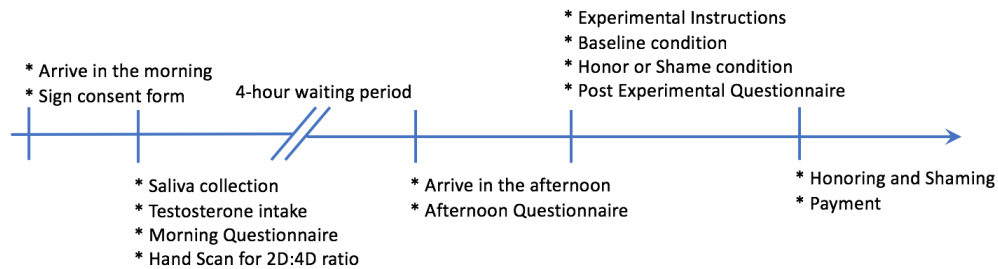 * Arrive in the morning
* Sign consent form
* Saliva collection
* Testosterone intake
* Morning Questionnaire
* Hand Scan for 2D:4D ratio
4-hour waiting period
* Arrive in the afternoon
* Afternoon Questionnaire
* Experimental Instructions
* Baseline condition
* Honor or Shame condition
* Post Experimental Questionnaire
* Honoring and Shaming
* Payment